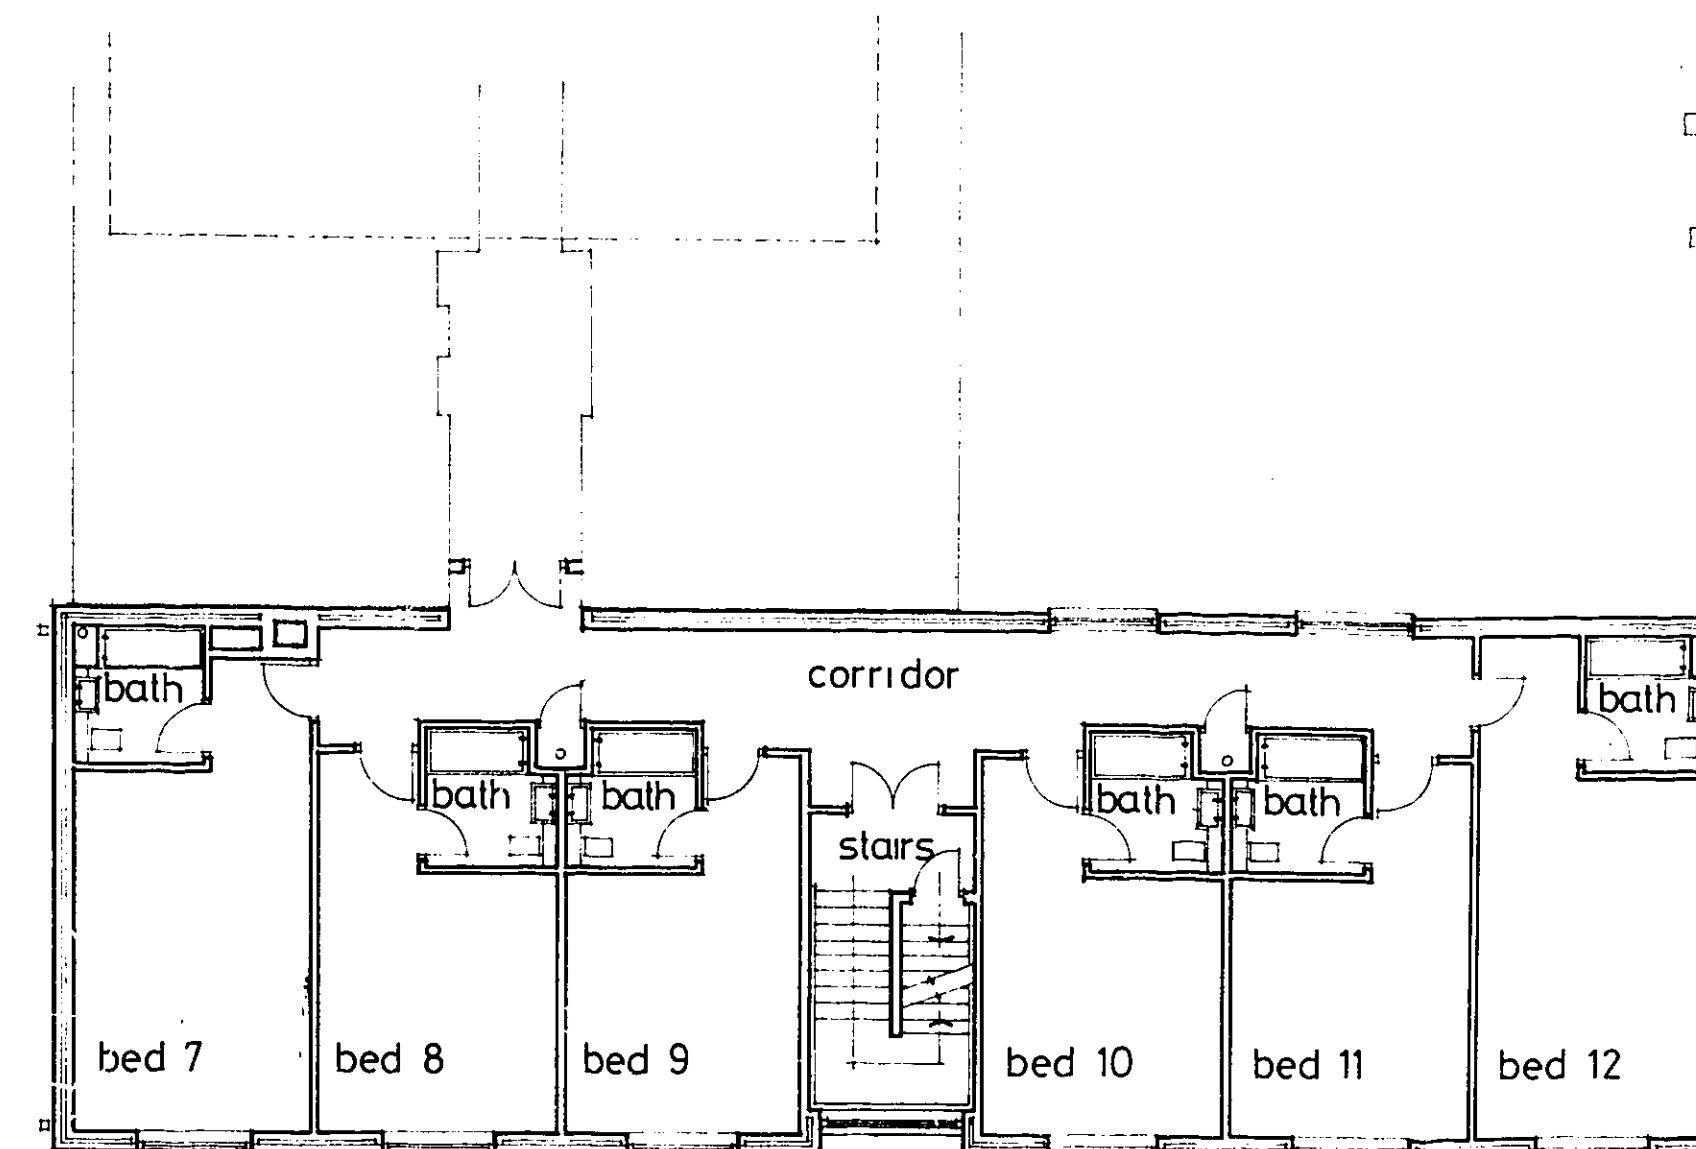 corridor
bath
bath
bath
bath
bath
bath
stairs
bed 7
bed 8
bed 9
bed 10
bed 11
bed 12